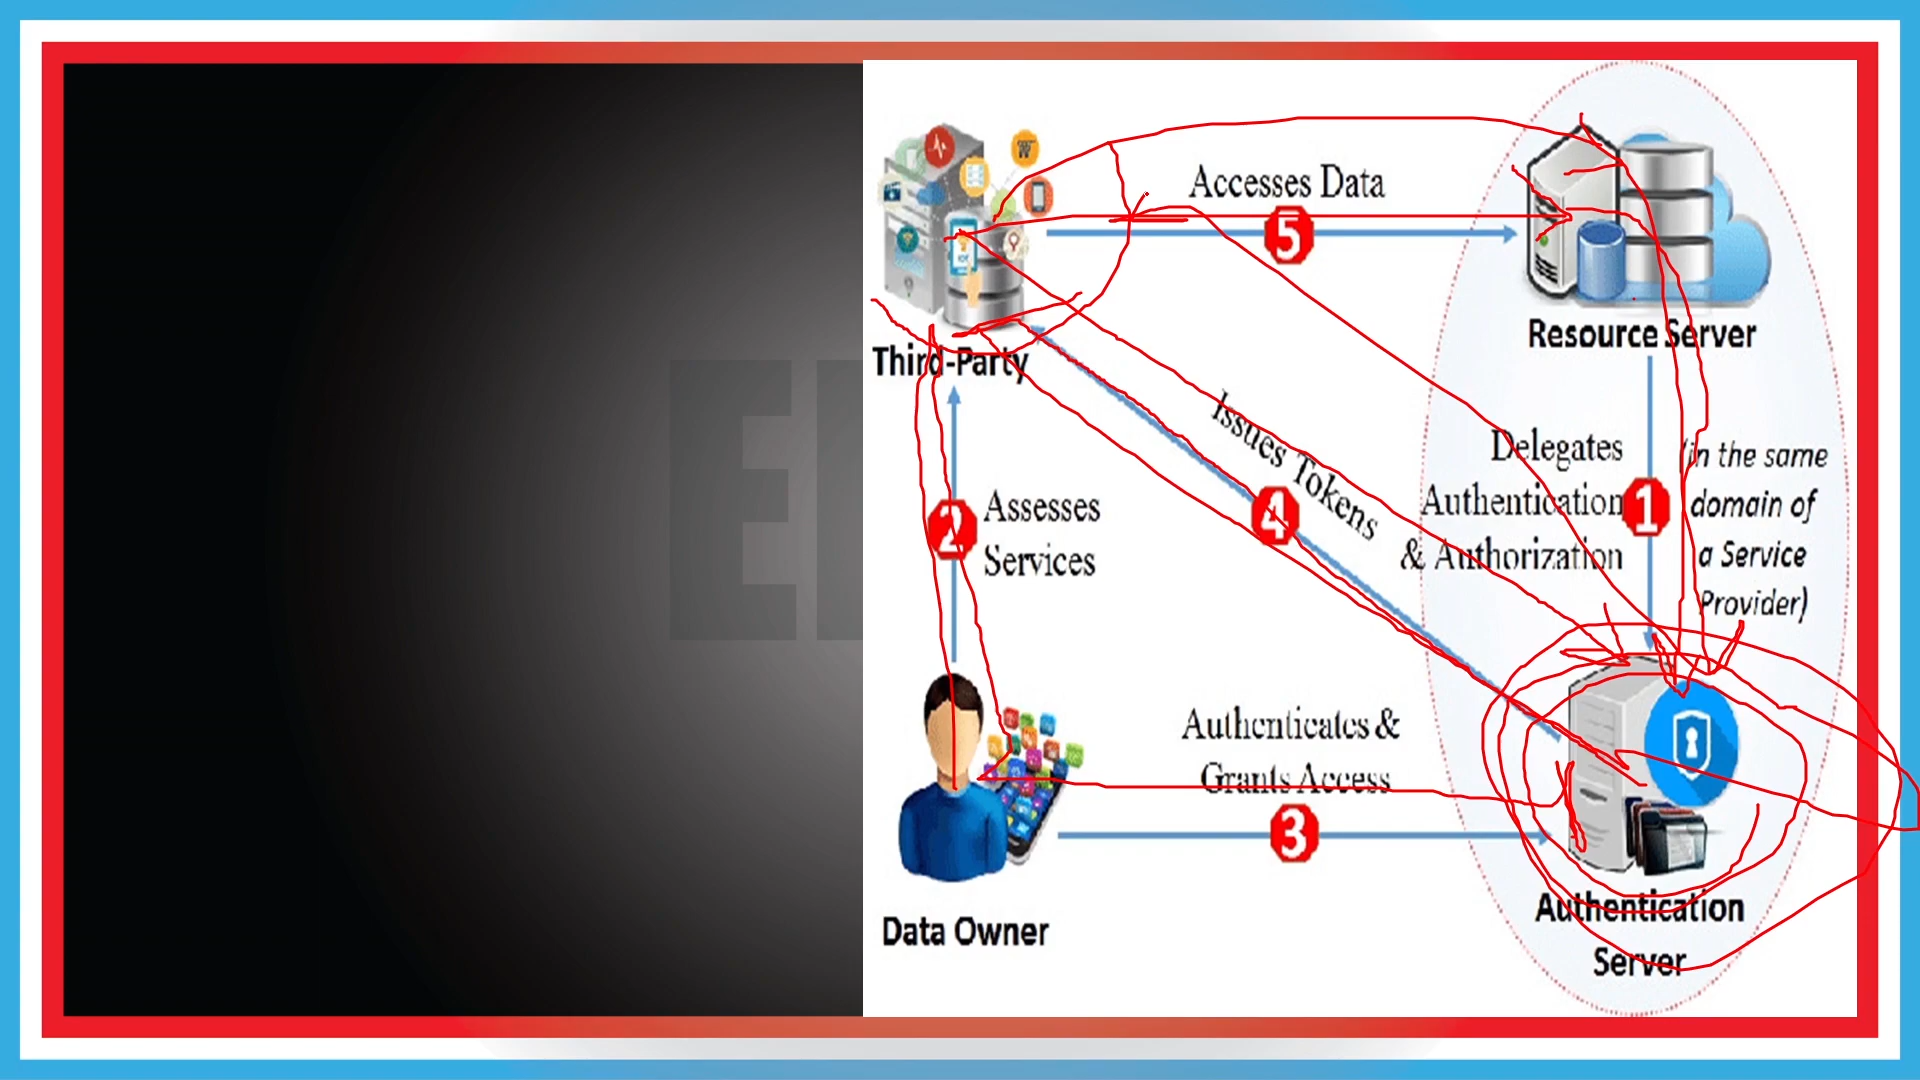 Accesses Data
5
Third-Party
Resource Server
Issues Tokens
4
Delegates
Authentication
& Authorization
1
(in the same
domain of
a Service
Provider)
2
Assesses
Services
Authenticates &
Grants Access
3
Data Owner
Authentication
Server